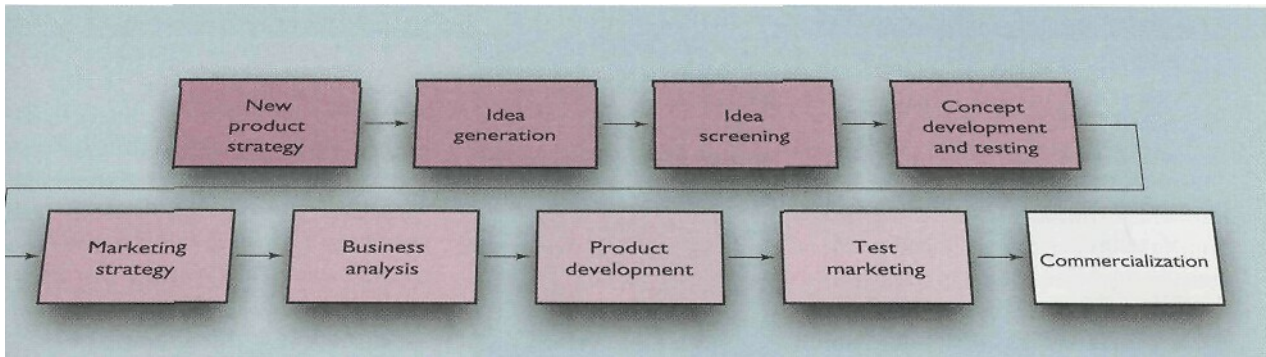 New
product
strategy
Idea
generation
Idea
screening
Concept
development
and testing
Marketing
strategy
Business
analysis
Product
development
Test
marketing
Commercialization